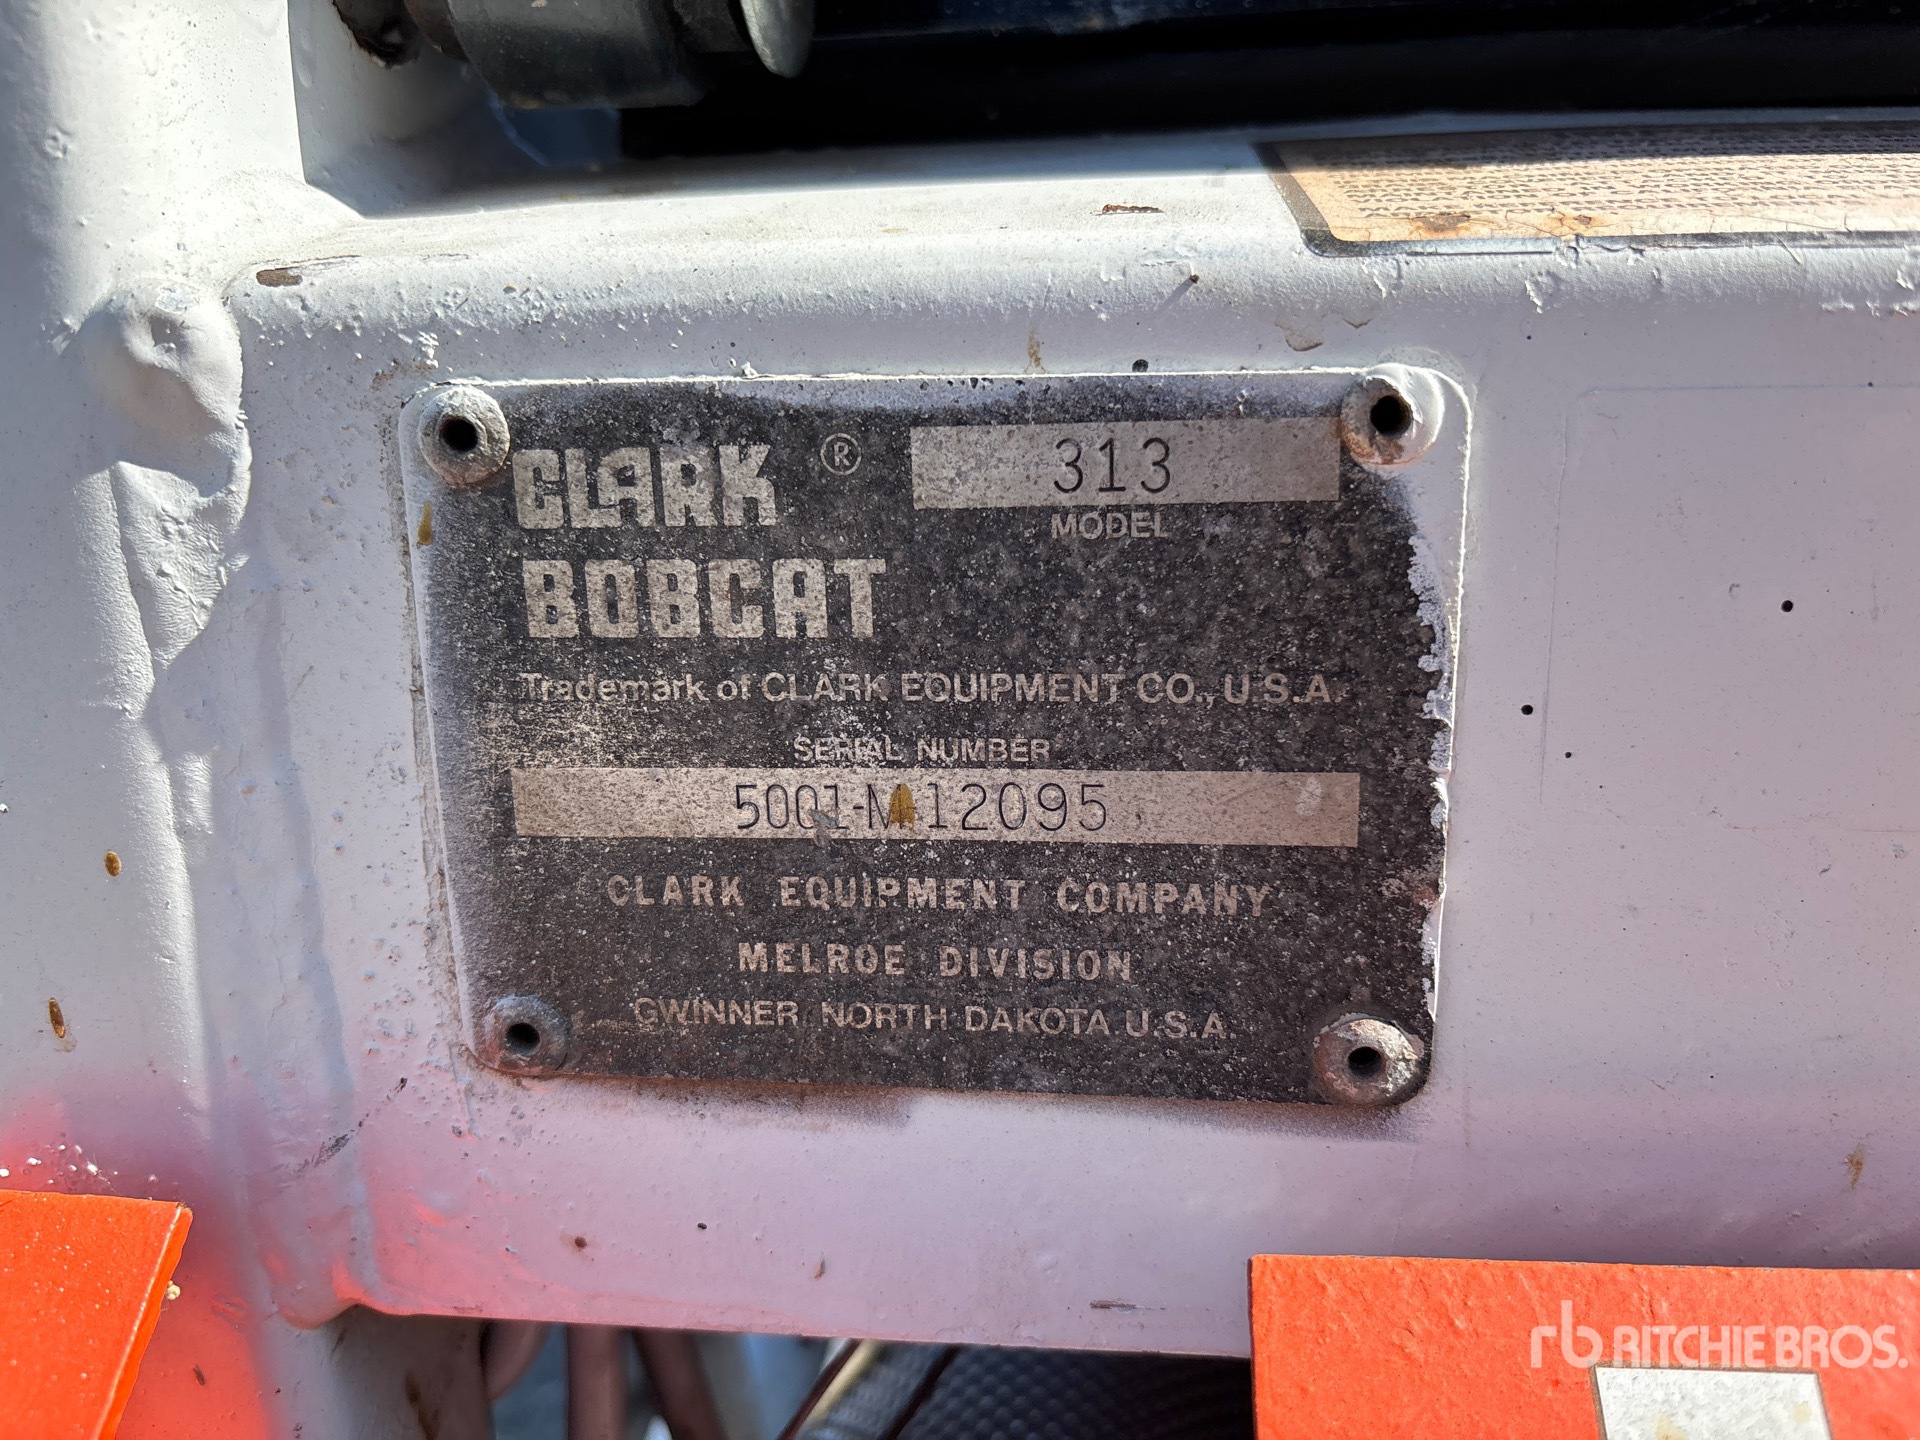 CLARK ® 313
MODEL
BOBCAT
Trademark of CLARK EQUIPMENT CO., U.S.A.
SERIAL NUMBER
5001-M 12095
CLARK EQUIPMENT COMPANY
MELROE DIVISION
GWINNER, NORTH DAKOTA U.S.A.
rb RITCHIE BROS.